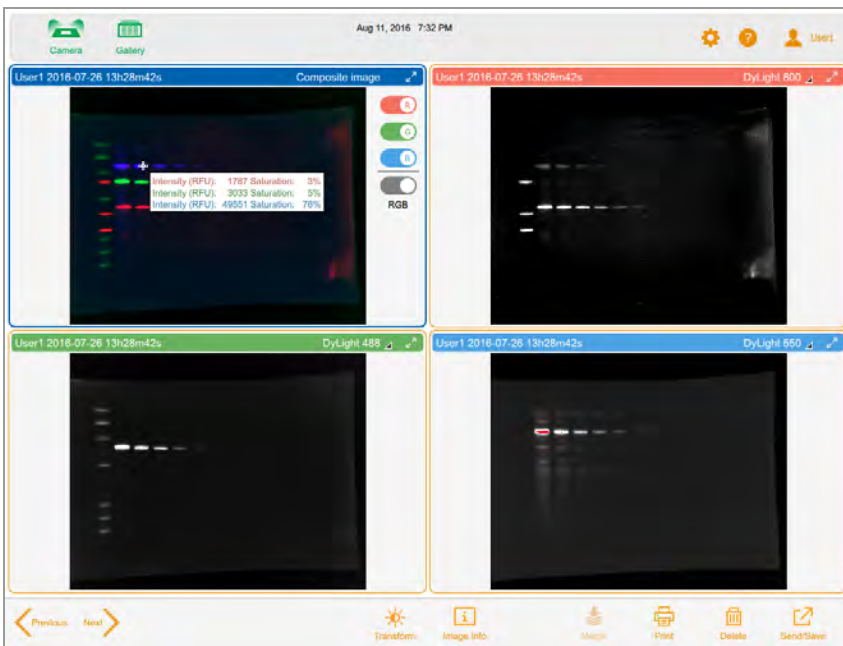 Aug 11, 2016 7:32 PM
Camera
Gallery
User1
User1 2016-07-26 13h28m42s Composite image
User1 2016-07-26 13h28m42s DyLight 800
R
G
B
RGB
Intensity (RFU): 1787 Saturation: 3%
Intensity (RFU): 3033 Saturation: 5%
Intensity (RFU): 49551 Saturation: 76%
User1 2016-07-26 13h28m42s DyLight 488
User1 2016-07-26 13h28m42s DyLight 550
Previous Next
Transform
Image Info
Merge
Print
Delete
Send/Save